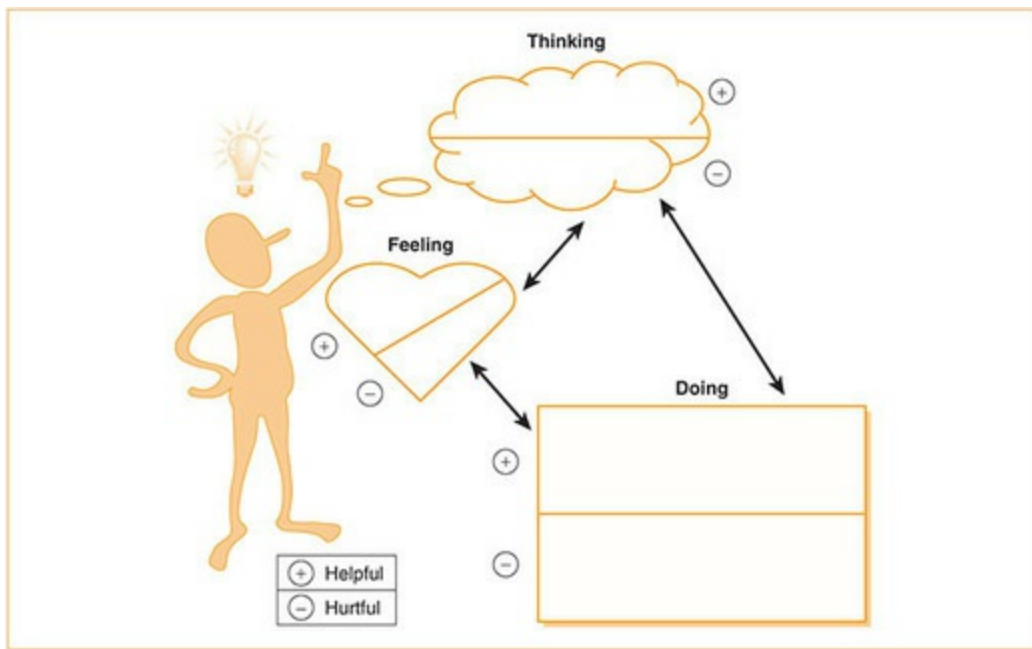 Thinking
+
−
Feeling
+
−
Doing
+
−
+ Helpful
− Hurtful